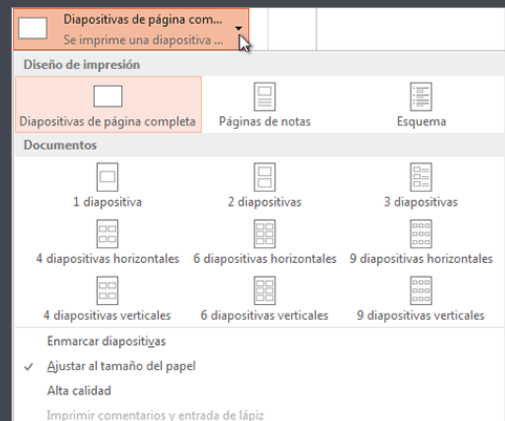 Diapositivas de página com...
Se imprime una diapositiva ...
Diseño de impresión
Diapositivas de página completa
Páginas de notas
Esquema
Documentos
1 diapositiva
2 diapositivas
3 diapositivas
4 diapositivas horizontales
6 diapositivas horizontales
9 diapositivas horizontales
4 diapositivas verticales
6 diapositivas verticales
9 diapositivas verticales
Enmarcar diapositivas
Ajustar al tamaño del papel
Alta calidad
Imprimir comentarios y entrada de lápiz